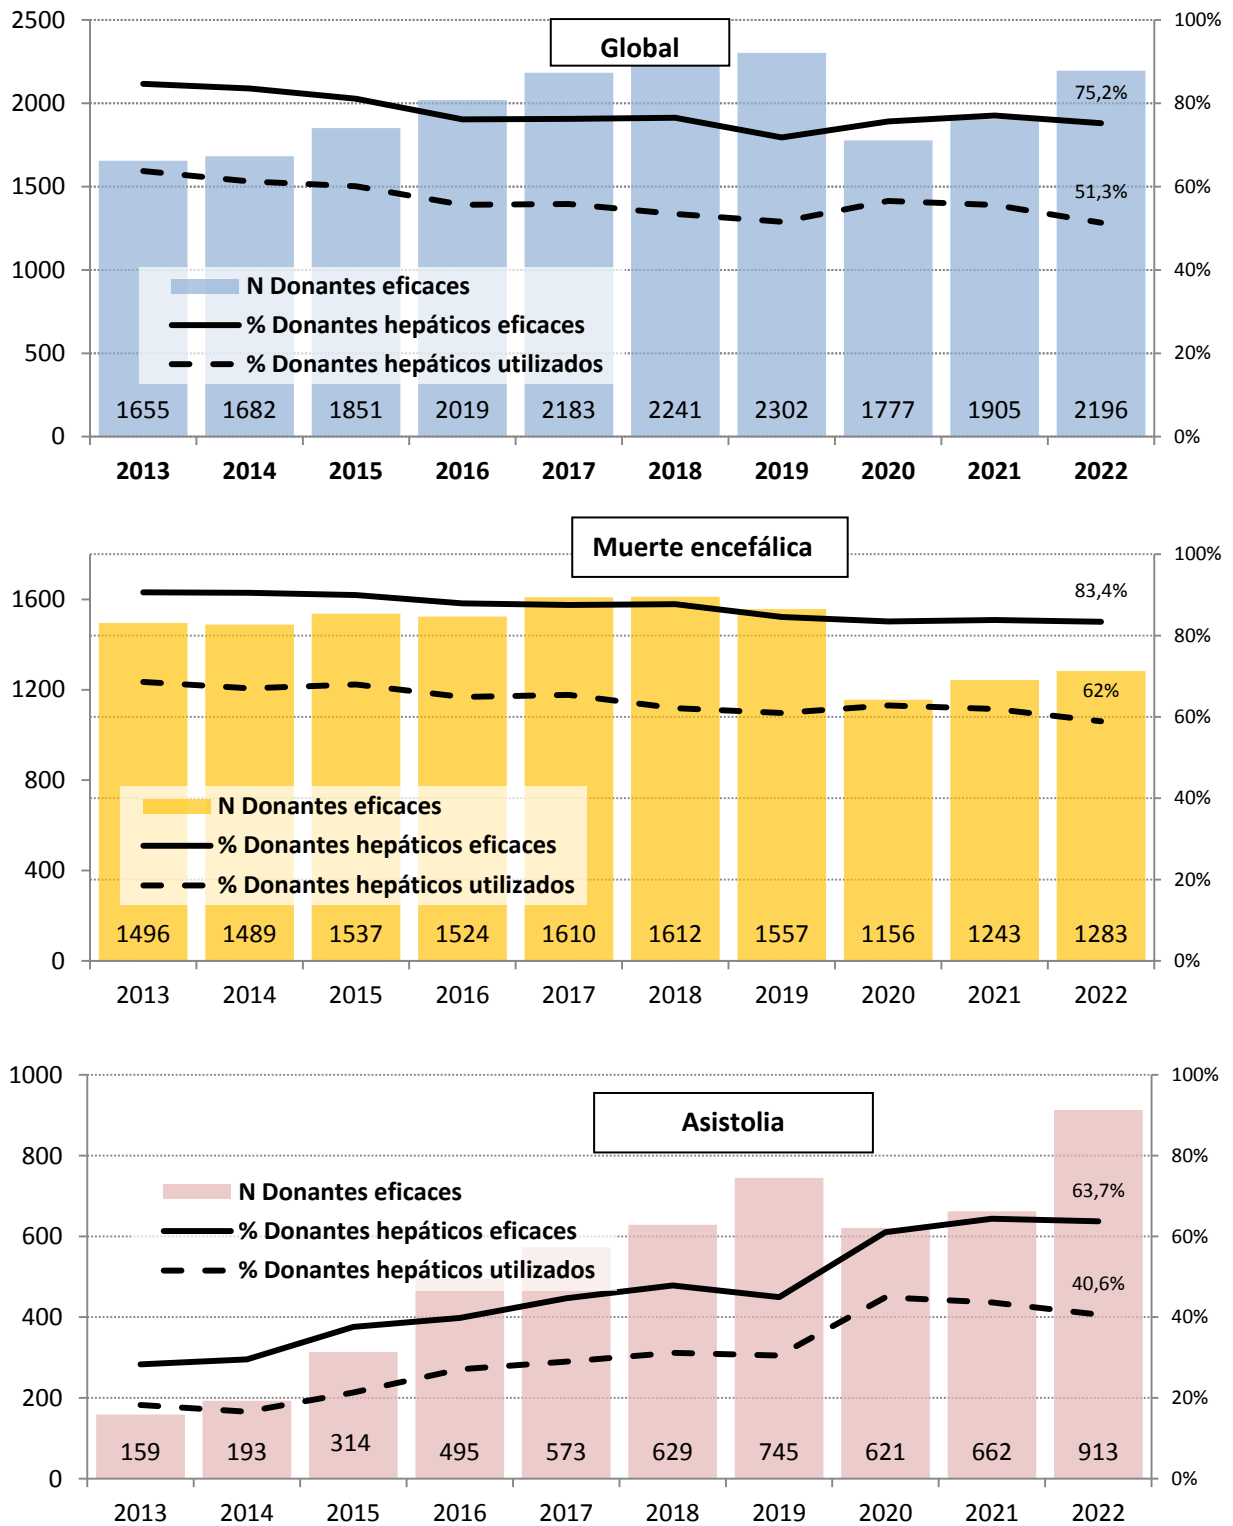 Global
2500
2000
1500
1000
500
0
100%
80%
60%
40%
20%
0%
75,2%
51,3%
N Donantes eficaces
% Donantes hepáticos eficaces
% Donantes hepáticos utilizados
1655 1682 1851 2019 2183 2241 2302 1777 1905 2196
2013 2014 2015 2016 2017 2018 2019 2020 2021 2022
Muerte encefálica
1600
1200
800
400
0
100%
80%
60%
40%
20%
0%
83,4%
62%
N Donantes eficaces
% Donantes hepáticos eficaces
% Donantes hepáticos utilizados
1496 1489 1537 1524 1610 1612 1557 1156 1243 1283
2013 2014 2015 2016 2017 2018 2019 2020 2021 2022
Asistolia
1000
800
600
400
200
0
100%
80%
60%
40%
20%
0%
63,7%
40,6%
N Donantes eficaces
% Donantes hepáticos eficaces
% Donantes hepáticos utilizados
159 193 314 495 573 629 745 621 662 913
2013 2014 2015 2016 2017 2018 2019 2020 2021 2022